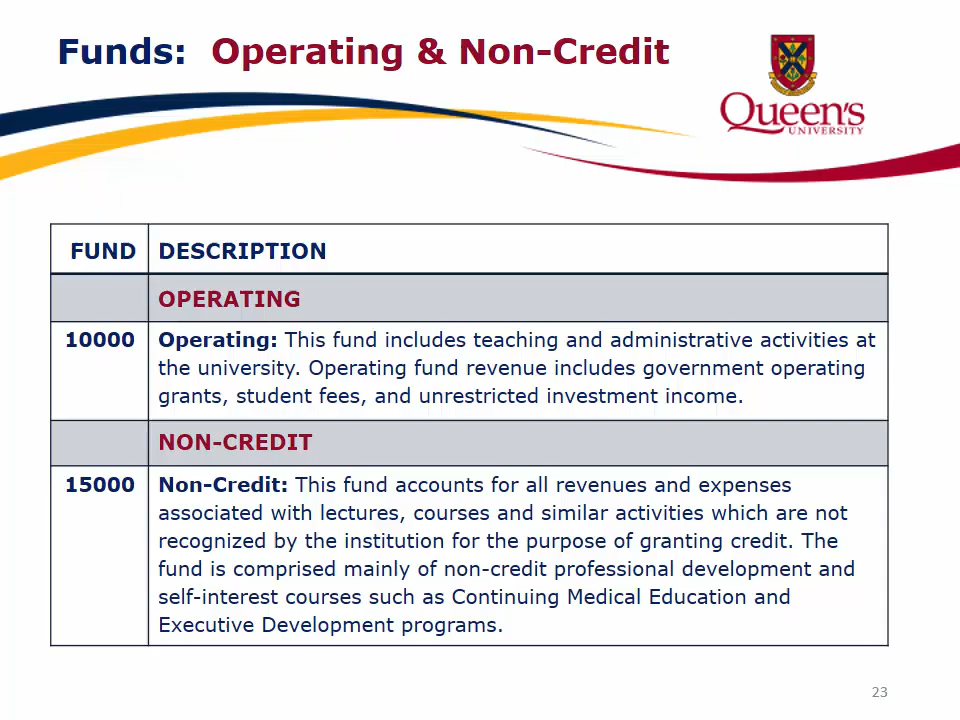 Funds: Operating & Non-Credit
Queen's
UNIVERSITY
FUND DESCRIPTION
OPERATING
10000 Operating: This fund includes teaching and administrative activities at
the university. Operating fund revenue includes government operating
grants, student fees, and unrestricted investment income.
NON-CREDIT
15000 Non-Credit: This fund accounts for all revenues and expenses
associated with lectures, courses and similar activities which are not
recognized by the institution for the purpose of granting credit. The
fund is comprised mainly of non-credit professional development and
self-interest courses such as Continuing Medical Education and
Executive Development programs.
23